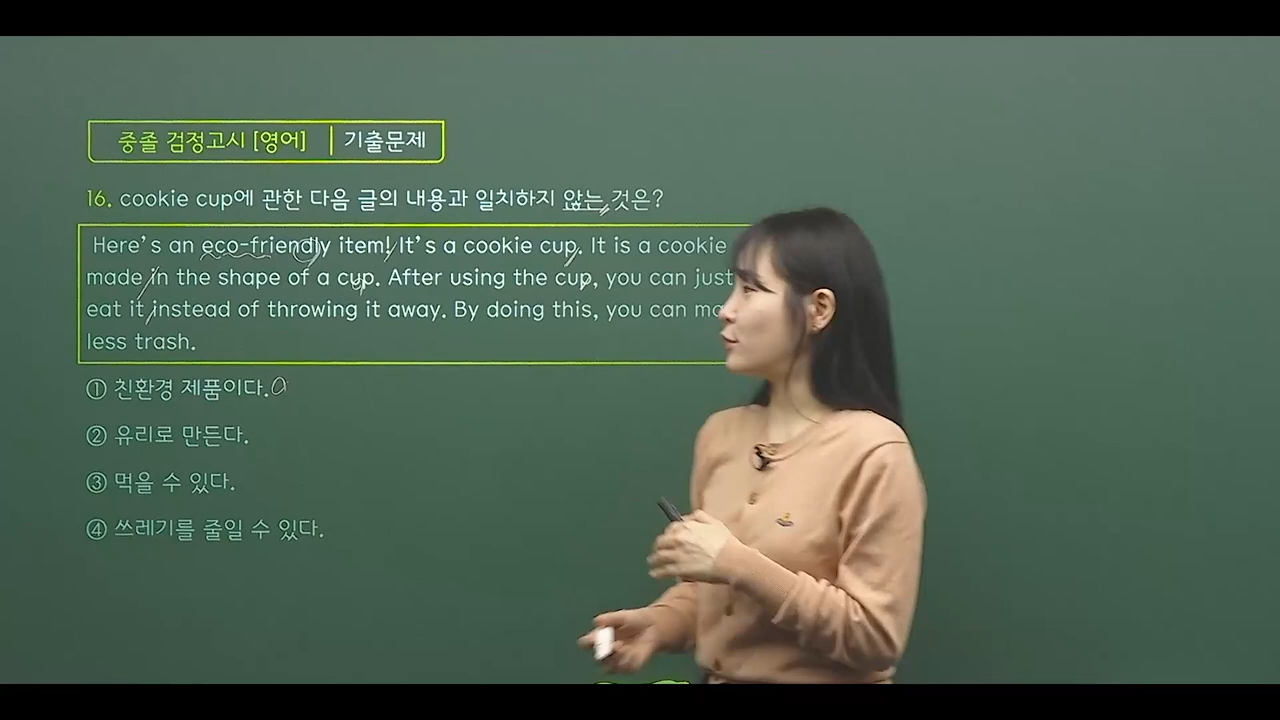 중졸 검정고시 [영어] | 기출문제
16. cookie cup에 관한 다음 글의 내용과 일치하지 않는 것은?
Here's an eco-friendly item! It's a cookie cup. It is a cookie
made in the shape of a cup. After using the cup, you can just
eat it instead of throwing it away. By doing this, you can
less trash.
① 친환경 제품이다.
② 유리로 만든다.
③ 먹을 수 있다.
④ 쓰레기를 줄일 수 있다.